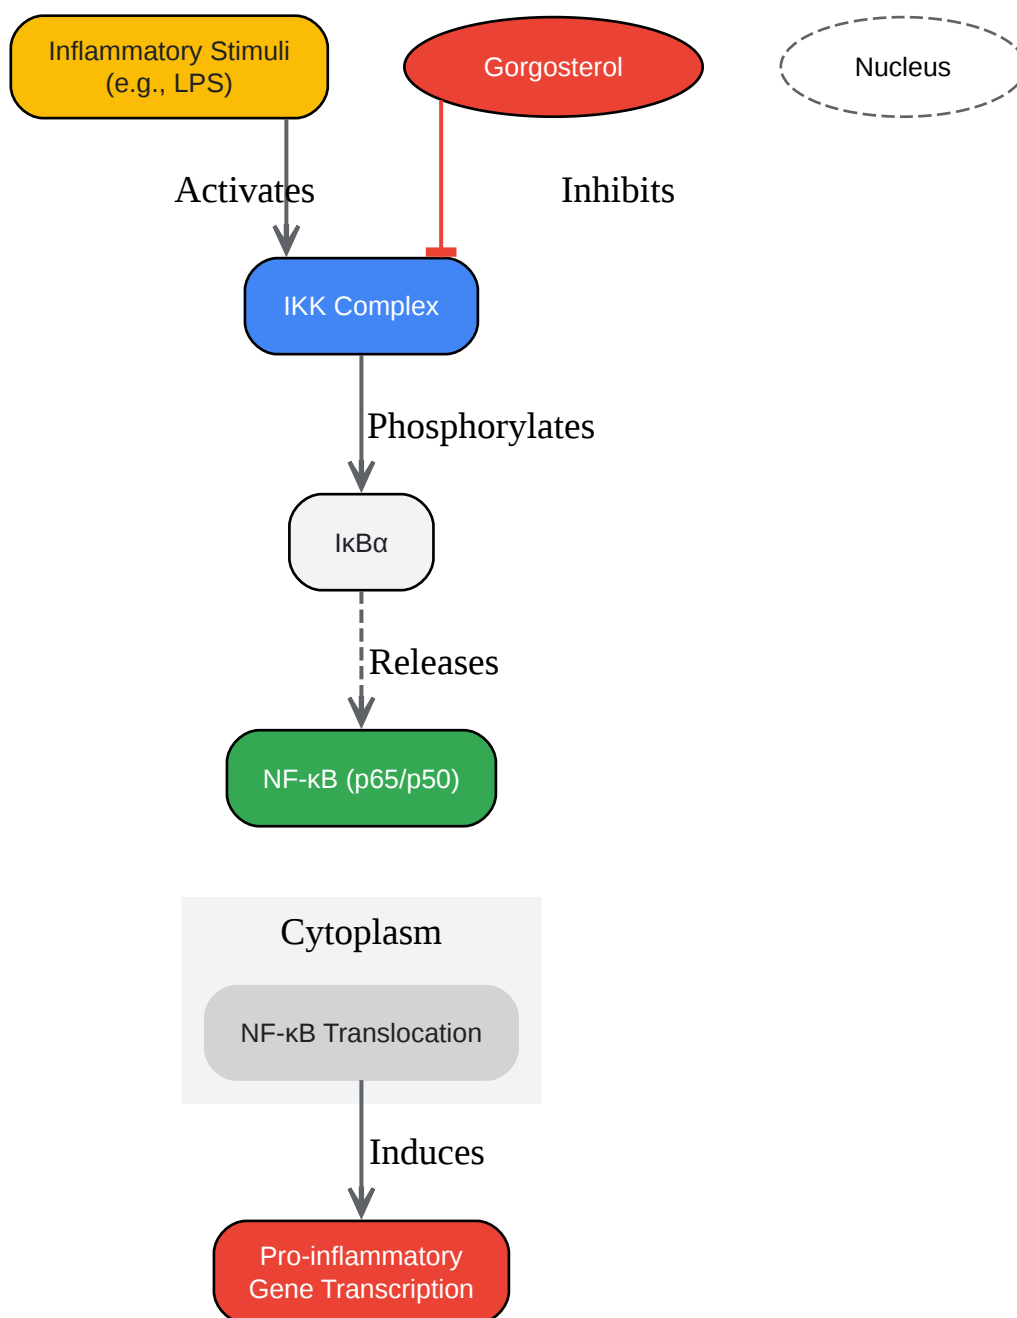 Inflammatory Stimuli
(e.g., LPS)
Gorgosterol
Nucleus
Activates
Inhibits
IKK Complex
Phosphorylates
IκBα
Releases
NF-κB (p65/p50)
Cytoplasm
NF-κB Translocation
Induces
Pro-inflammatory
Gene Transcription